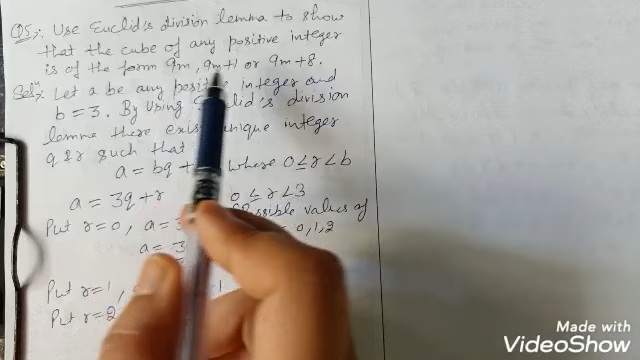 Q5:- Use Euclid's division lemma to show
that the cube of any positive integer
is of the form 9m, 9m+1 or 9m+8.
Solⁿ:- Let a be any positive integer and
b = 3. By using Euclid's division
lemma there exist unique integer
q & r such that
a = bq + where 0≤r<b
a = 3q+r 0≤r<3
Possible values of
Put r=0, a=3 = 0,1,2
a = 3
Put r=1,
Put r=2
Made with
VideoShow